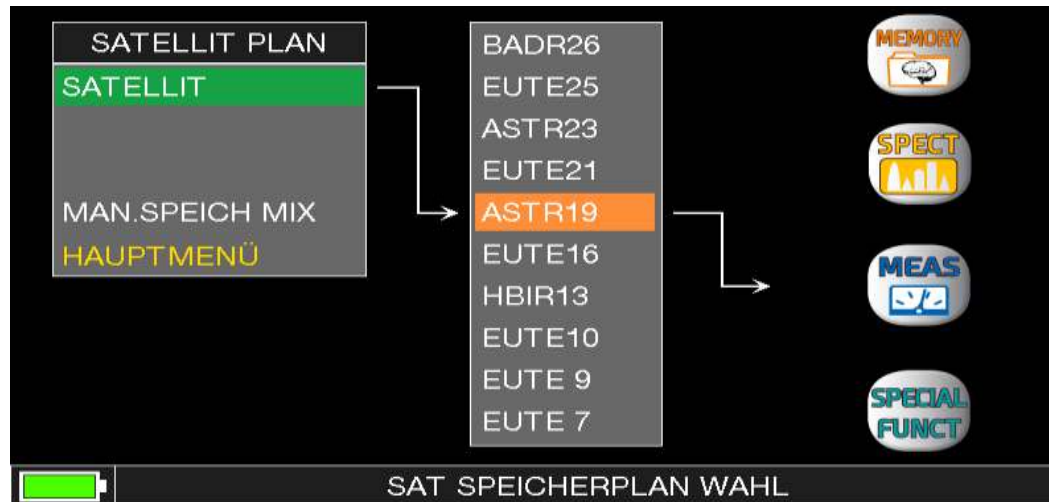 SATELLIT PLAN
SATELLIT
MAN.SPEICH MIX
HAUPTMENÜ
BADR26
EUTE25
ASTR23
EUTE21
ASTR19
EUTE16
HBIR13
EUTE10
EUTE 9
EUTE 7
MEMORY
SPECT
MEAS
SPECIAL
FUNCT
SAT SPEICHERPLAN WAHL